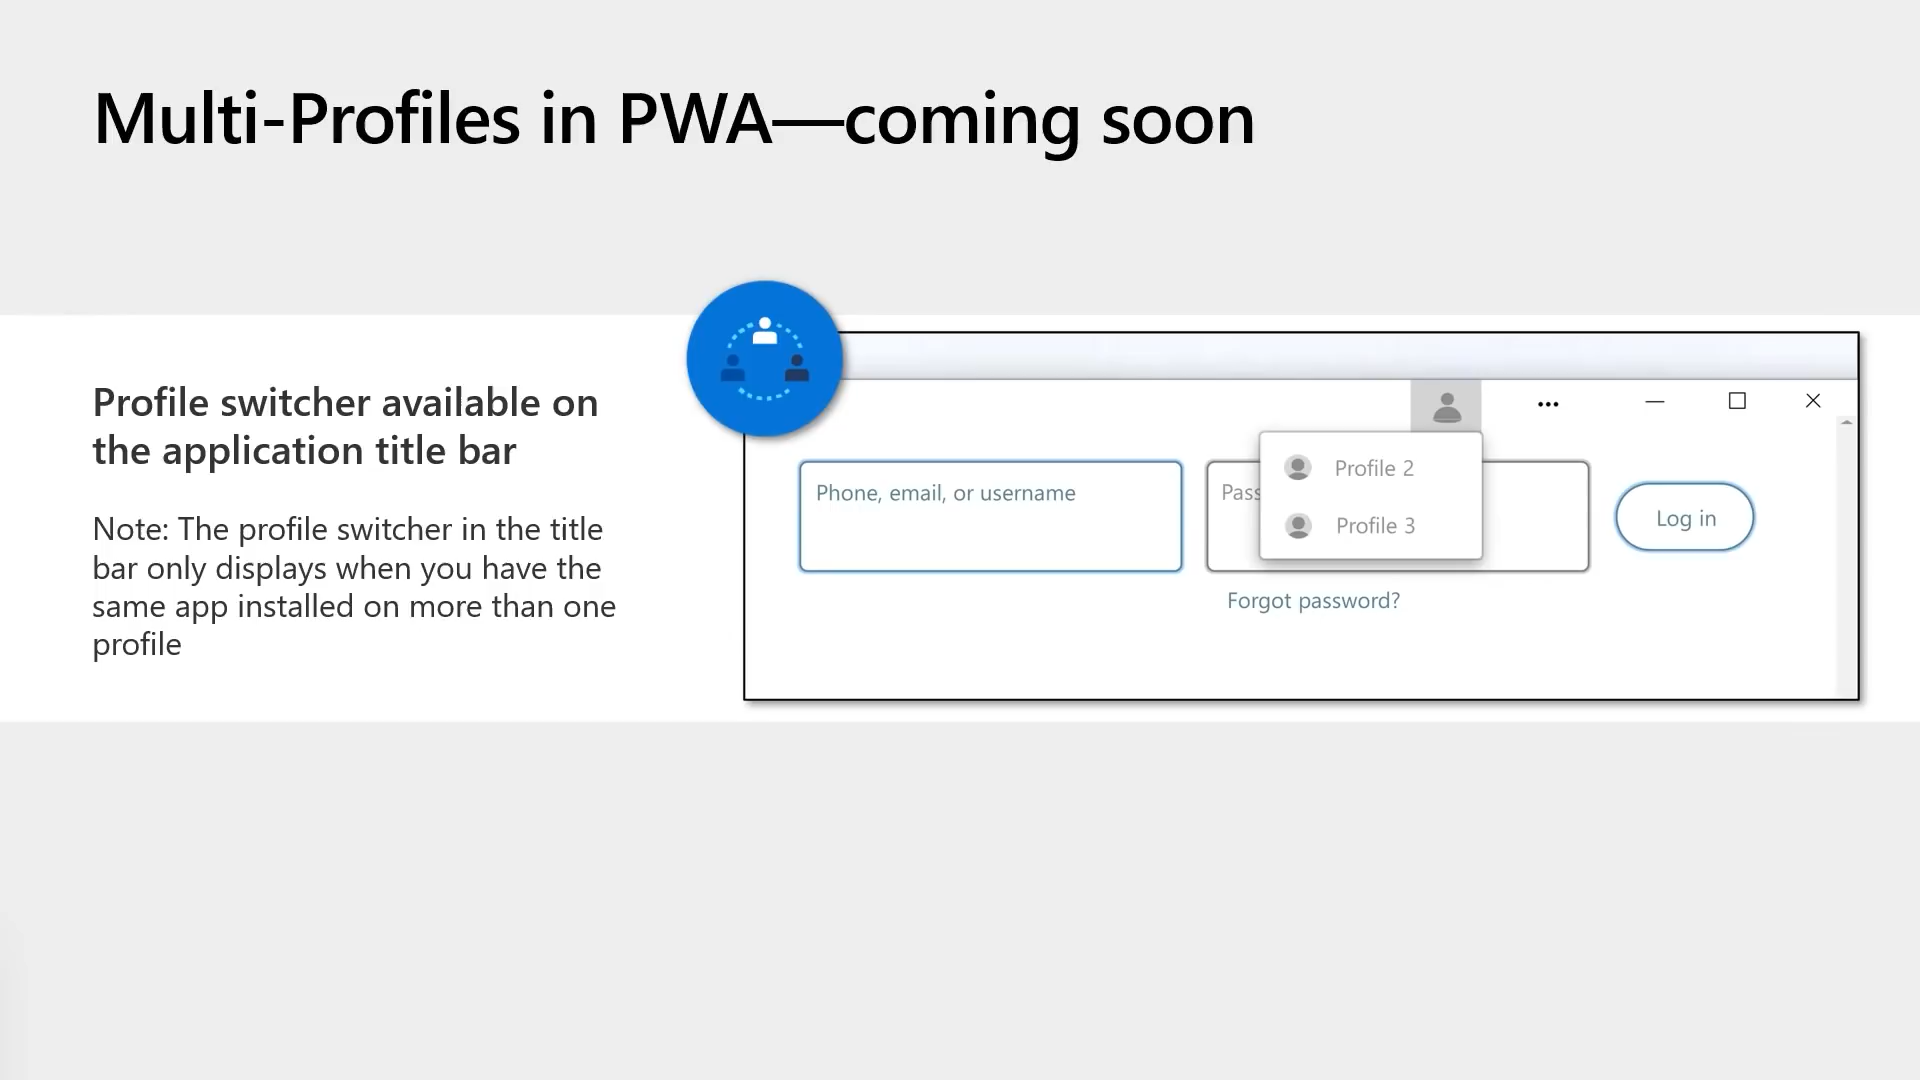 Multi-Profiles in PWA—coming soon
Profile switcher available on
the application title bar
Note: The profile switcher in the title
bar only displays when you have the
same app installed on more than one
profile
Phone, email, or username
Pass
Profile 2
Profile 3
Log in
Forgot password?